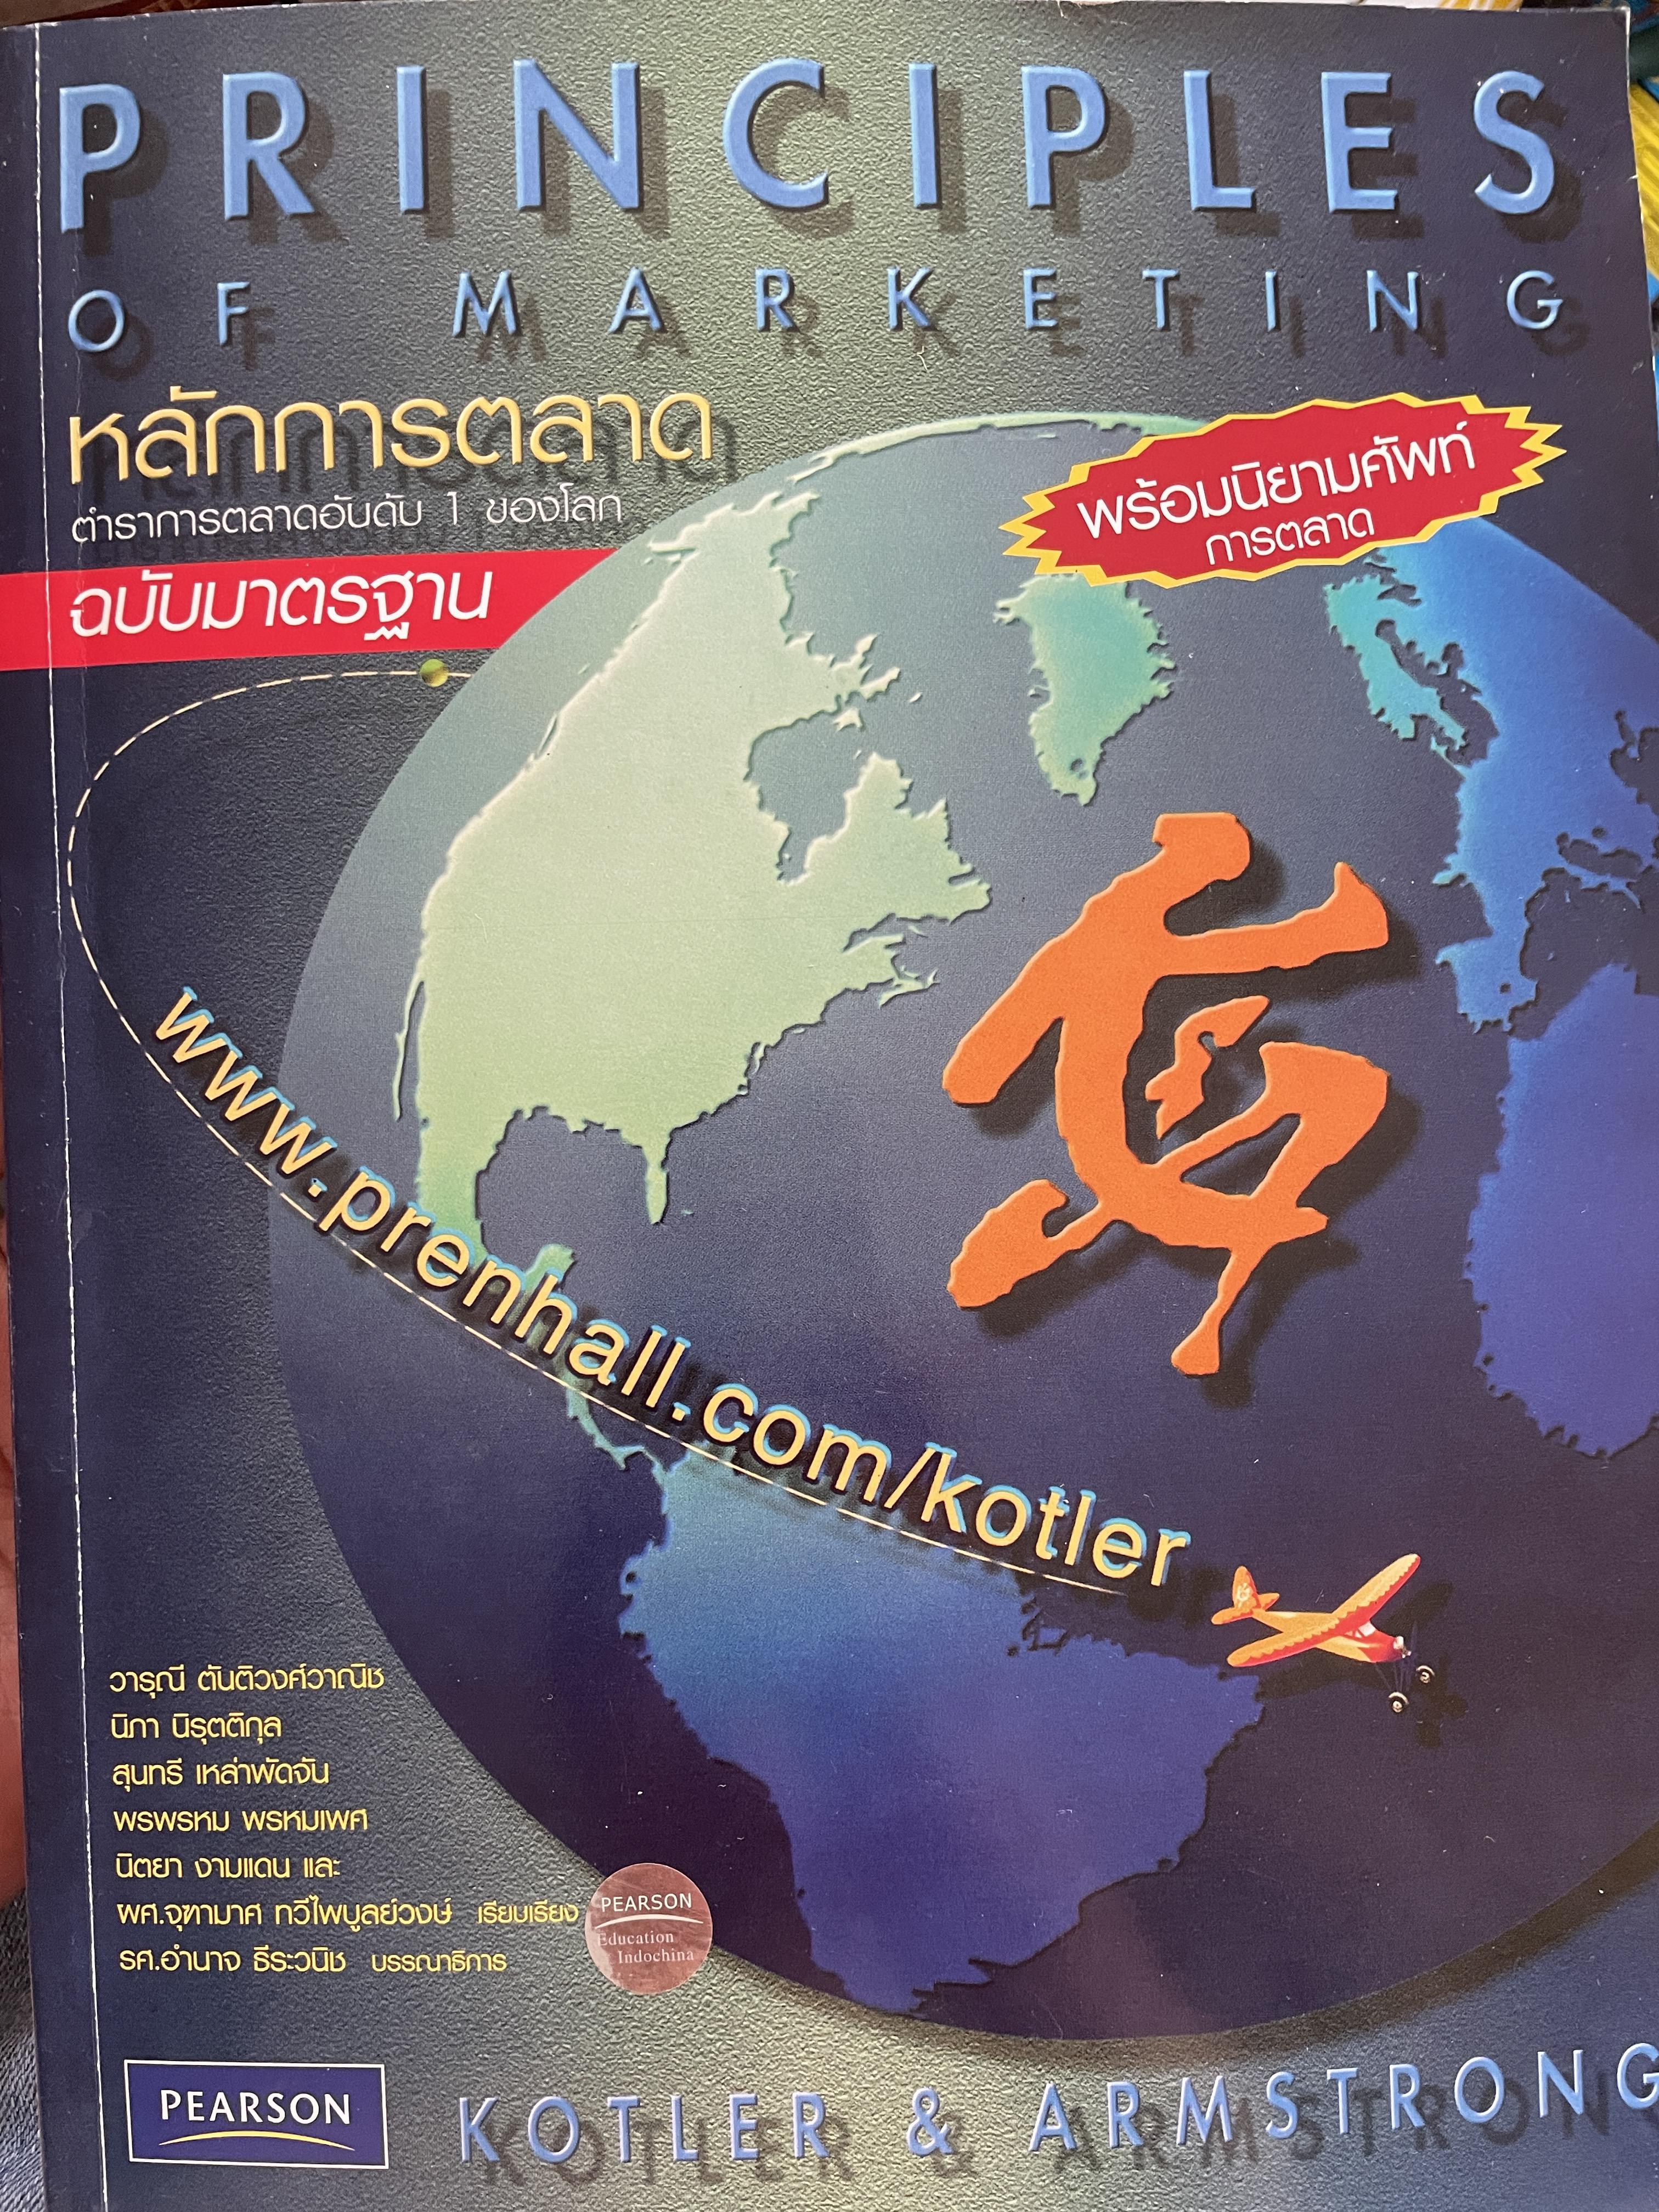 PRINCIPLES
OF MARKETING
หลักการตลาด
ตำราการตลาดอันดับ 1 ของโลก
ฉบับมาตรฐาน
พร้อมนิยามศัพท์
การตลาด
www.prenhall.com/kotler
วารุณี ตันติวงศ์วาณิช
นิภา นิรุตติกุล
สุนทรี เหล่าพัดจัน
พรพรหม พรหมเพศ
นิตยา งามแดน และ
ผศ.จุฑามาศ ทวีไพบูลย์วงษ์ เรียบเรียง
รศ.อำนาจ ธีระวนิช บรรณาธิการ
PEARSON
Education
Indochina
PEARSON
KOTLER & ARMSTRONG